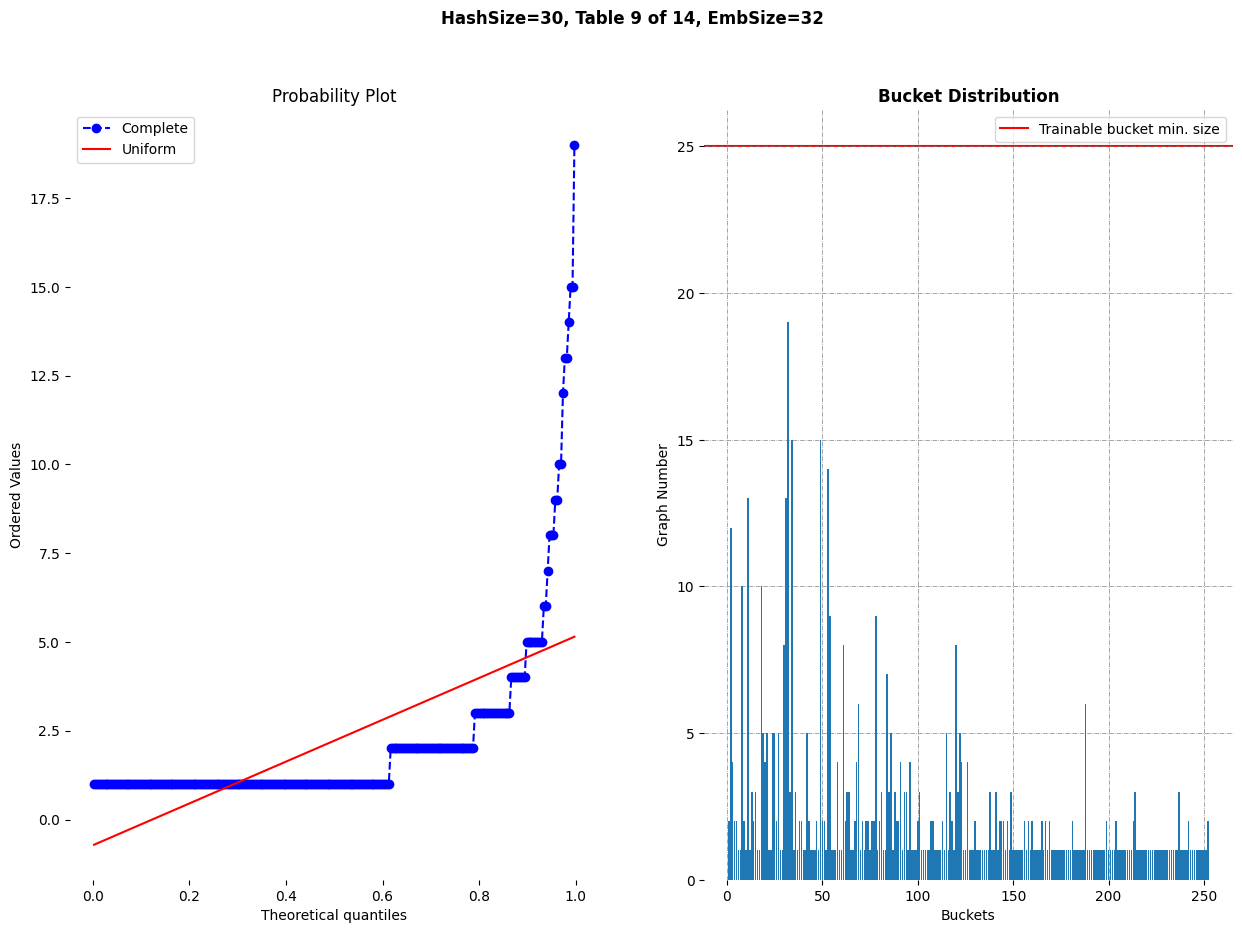 HashSize=30, Table 9 of 14, EmbSize=32
Probability Plot
Complete
Uniform
17.5
15.0
12.5
10.0
7.5
5.0
2.5
0.0
Ordered Values
0.0 0.2 0.4 0.6 0.8 1.0
Theoretical quantiles
Bucket Distribution
Trainable bucket min. size
25
20
15
10
5
0
Graph Number
0 50 100 150 200 250
Buckets